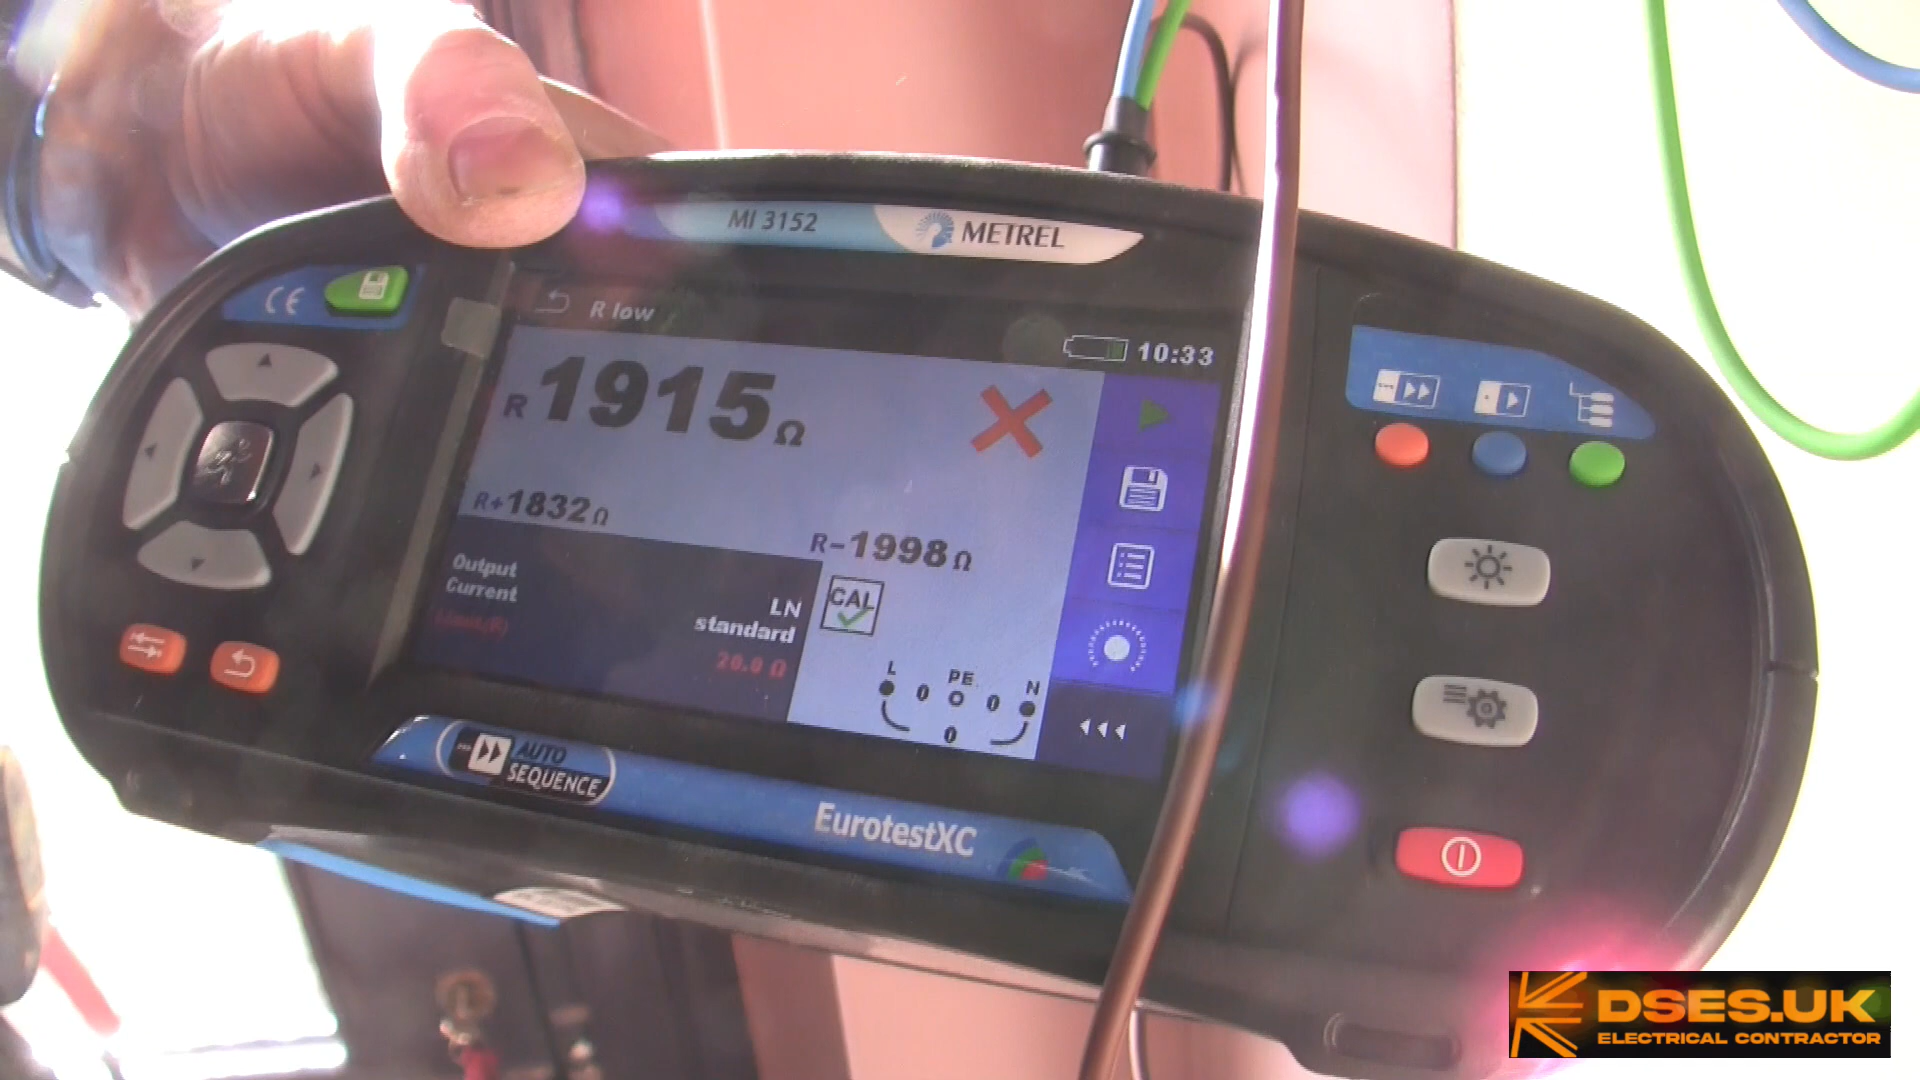 MI 3152 METREL
CE
R low
10:33
R 1915 Ω
R+1832 Ω
R-1998 Ω
Output LN
Current standard
Limit(R) 20.0 Ω
CAL
L 0 PE 0 N
0
AUTO
SEQUENCE
EurotestXC
DSES.UK
ELECTRICAL CONTRACTOR